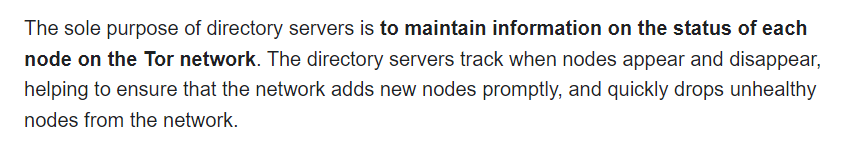 The sole purpose of directory servers is to maintain information on the status of each
node on the Tor network. The directory servers track when nodes appear and disappear,
helping to ensure that the network adds new nodes promptly, and quickly drops unhealthy
nodes from the network.